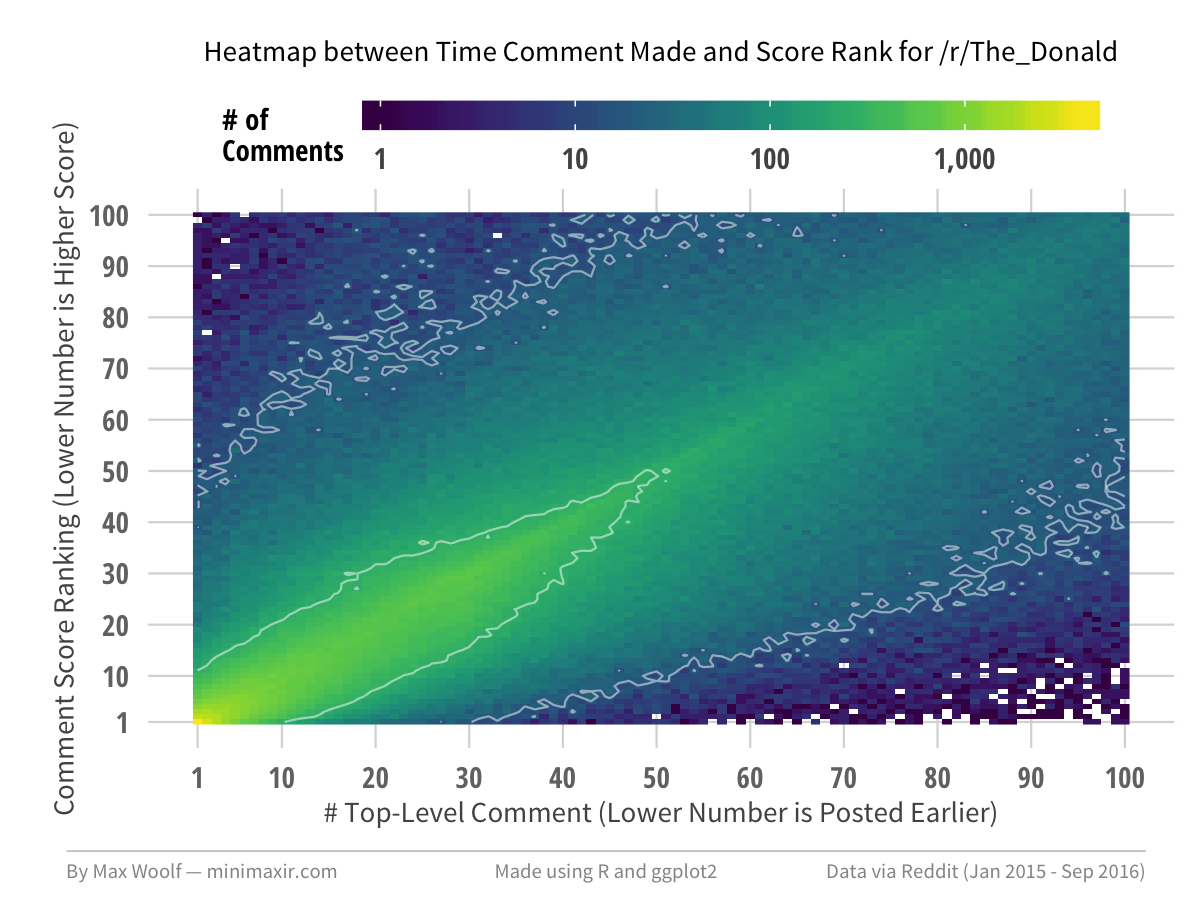 Heatmap between Time Comment Made and Score Rank for /r/The_Donald
# of
Comments
1 10 100 1,000
Comment Score Ranking (Lower Number is Higher Score)
100
90
80
70
60
50
40
30
20
10
1
1 10 20 30 40 50 60 70 80 90 100
# Top-Level Comment (Lower Number is Posted Earlier)
By Max Woolf — minimaxir.com Made using R and ggplot2 Data via Reddit (Jan 2015 - Sep 2016)